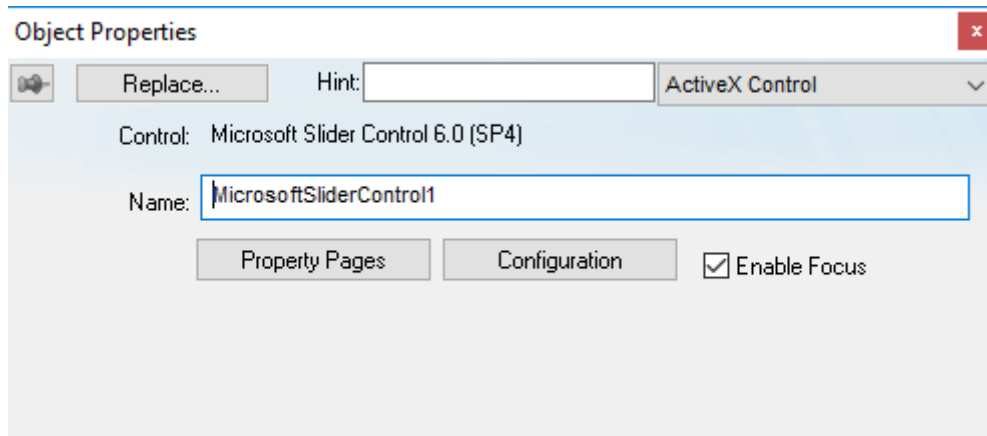 Object Properties
x
Replace... Hint: ActiveX Control
Control: Microsoft Slider Control 6.0 (SP4)
Name: MicrosoftSliderControl1
Property Pages Configuration Enable Focus